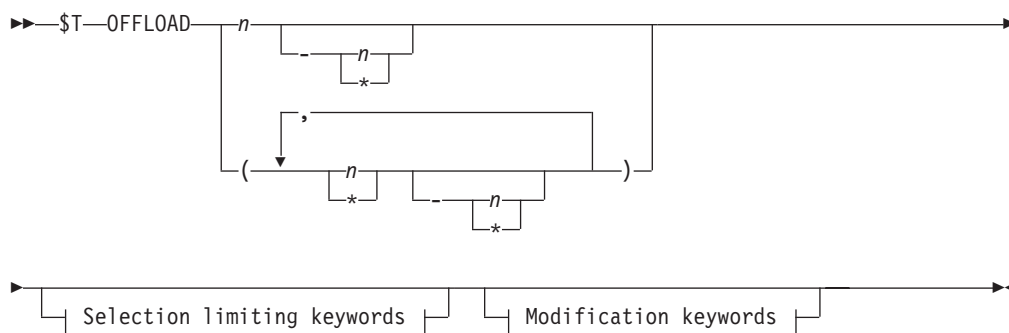 $T OFFLOAD n
- n
*
,
( n - n )
* *
Selection limiting keywords Modification keywords